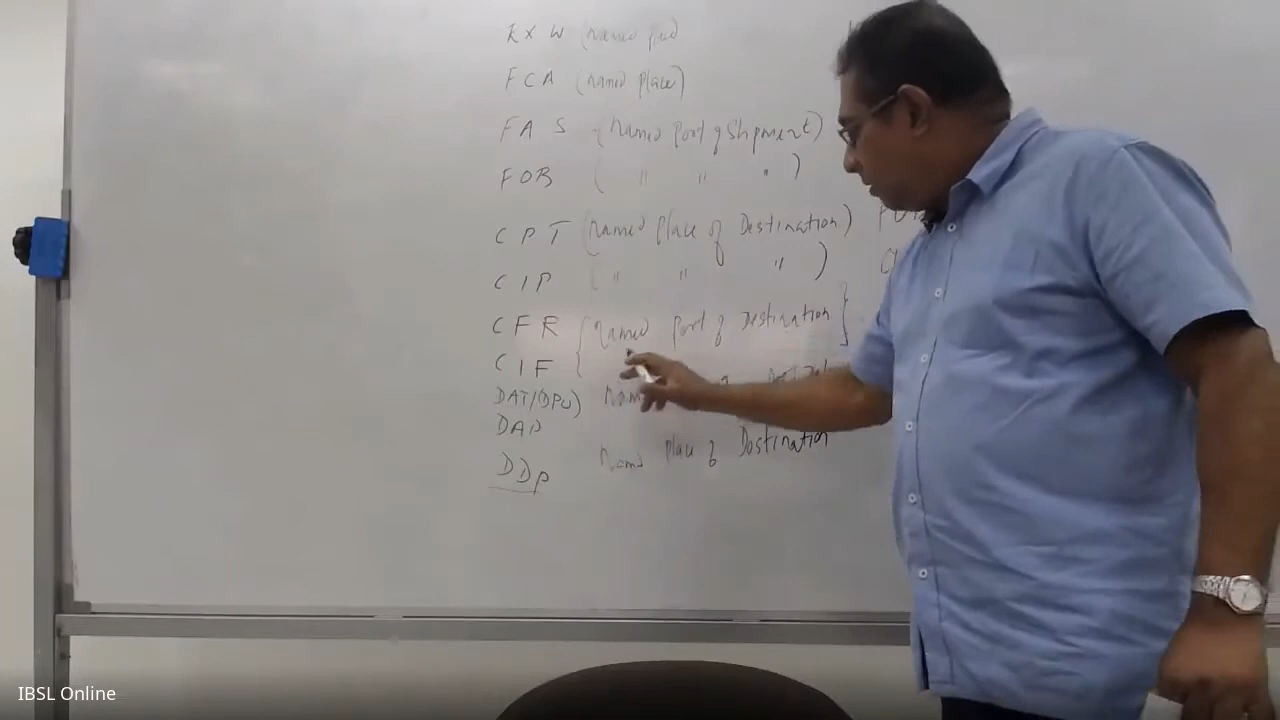 EXW (named
FCA (named place)
FAS (Named Port of Shipment)
FOB ( " " " )
CPT (named place of Destination)
CIP ( " " " )
CFR { named port of Destination }
CIF
DAT/(DPU) Nam
DAP
DDP Named Place of Destination
IBSL Online